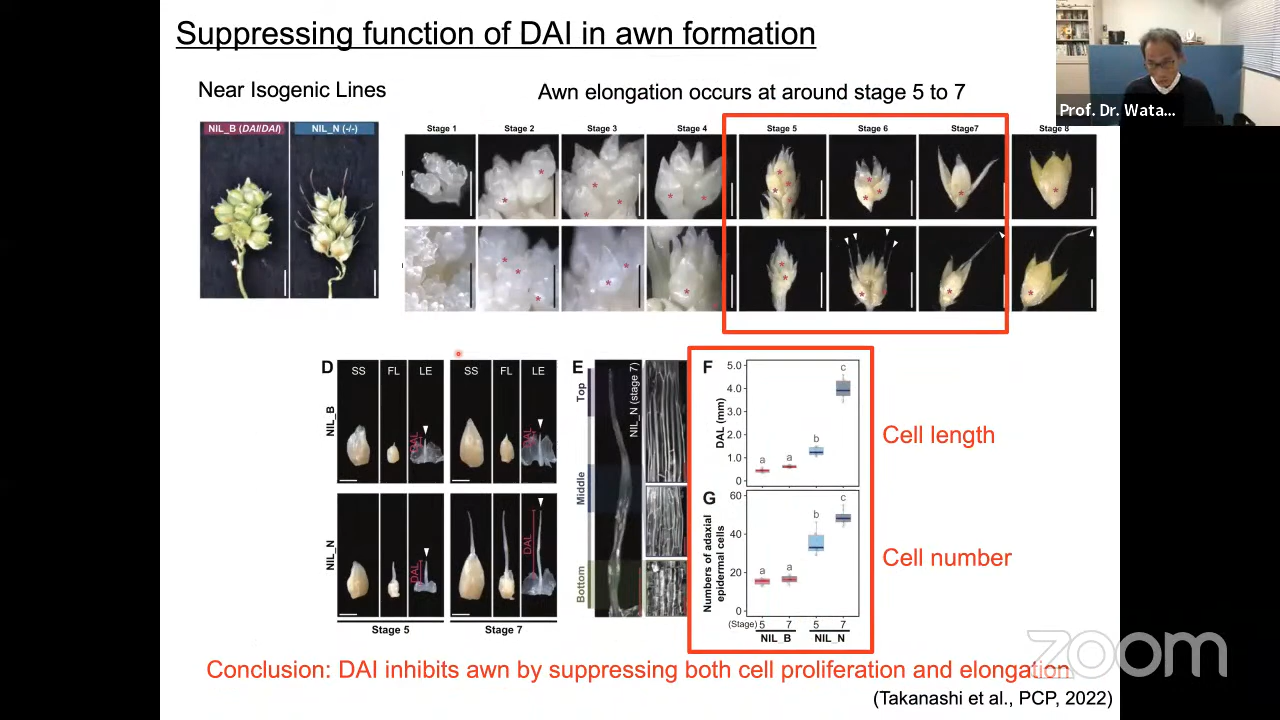 Suppressing function of DAI in awn formation
Prof. Dr. Wata...
Near Isogenic Lines
Awn elongation occurs at around stage 5 to 7
NIL_B (DAI/DAI)
NIL_N (-/-)
Stage 1
Stage 2
Stage 3
Stage 4
Stage 5
Stage 6
Stage7
Stage 8
D
SS
FL
LE
SS
FL
LE
NIL_B
DAL
DAL
NIL_N
DAL
DAL
Stage 5
Stage 7
E
Top
Middle
Bottom
NIL_N (stage 7)
F
DAL (mm)
5.0
4.0
3.0
2.0
1.0
0
a
a
b
c
Cell length
G
Numbers of adaxial
epidermal cells
60
40
20
0
a
a
b
c
Cell number
(Stage) 5 7 5 7
NIL B NIL N
zoom
Conclusion: DAI inhibits awn by suppressing both cell proliferation and elongation
(Takanashi et al., PCP, 2022)